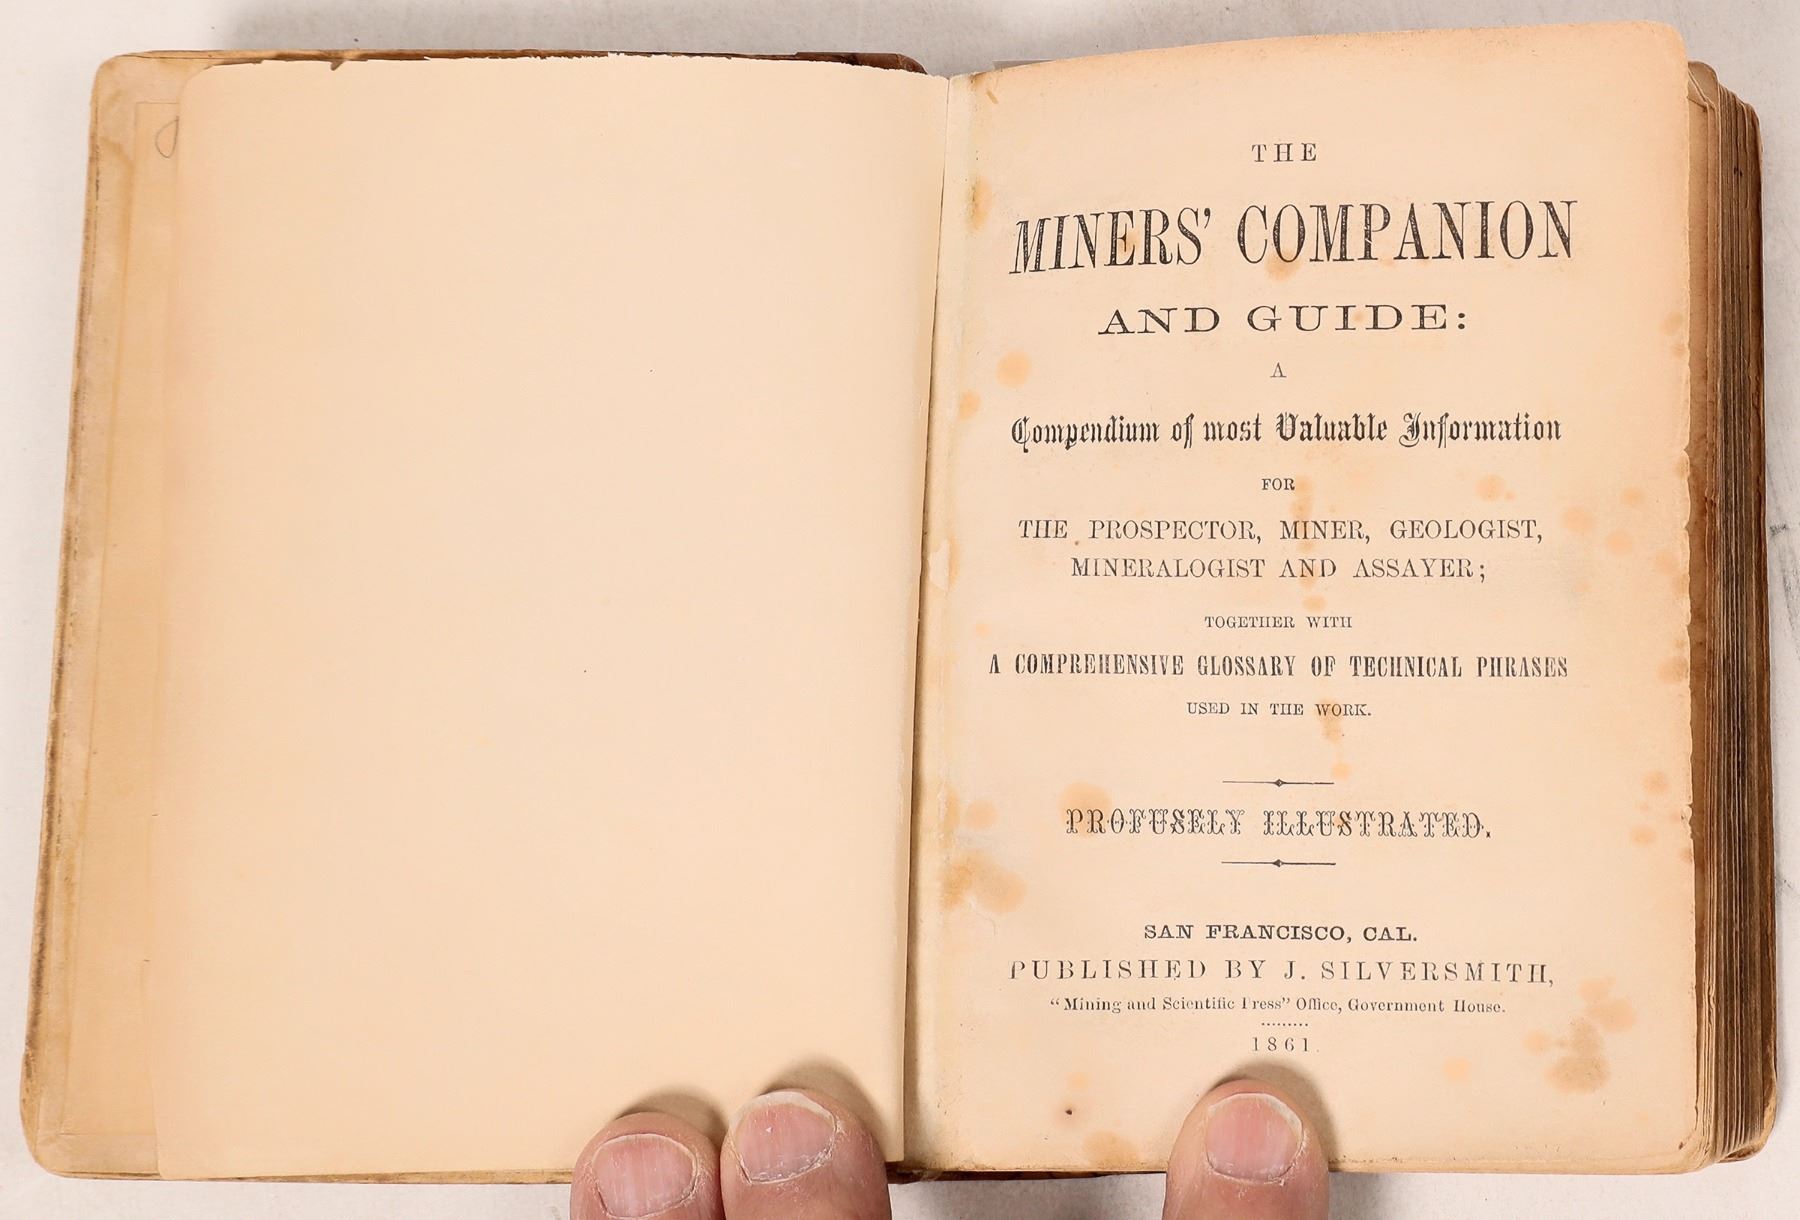 THE
MINERS' COMPANION
AND GUIDE:
A
Compendium of most Valuable Information
FOR
THE PROSPECTOR, MINER, GEOLOGIST,
MINERALOGIST AND ASSAYER;
TOGETHER WITH
A COMPREHENSIVE GLOSSARY OF TECHNICAL PHRASES
USED IN THE WORK.
PROFUSELY ILLUSTRATED.
SAN FRANCISCO, CAL.
PUBLISHED BY J. SILVERSMITH,
"Mining and Scientific Press" Office, Government House.
1861.